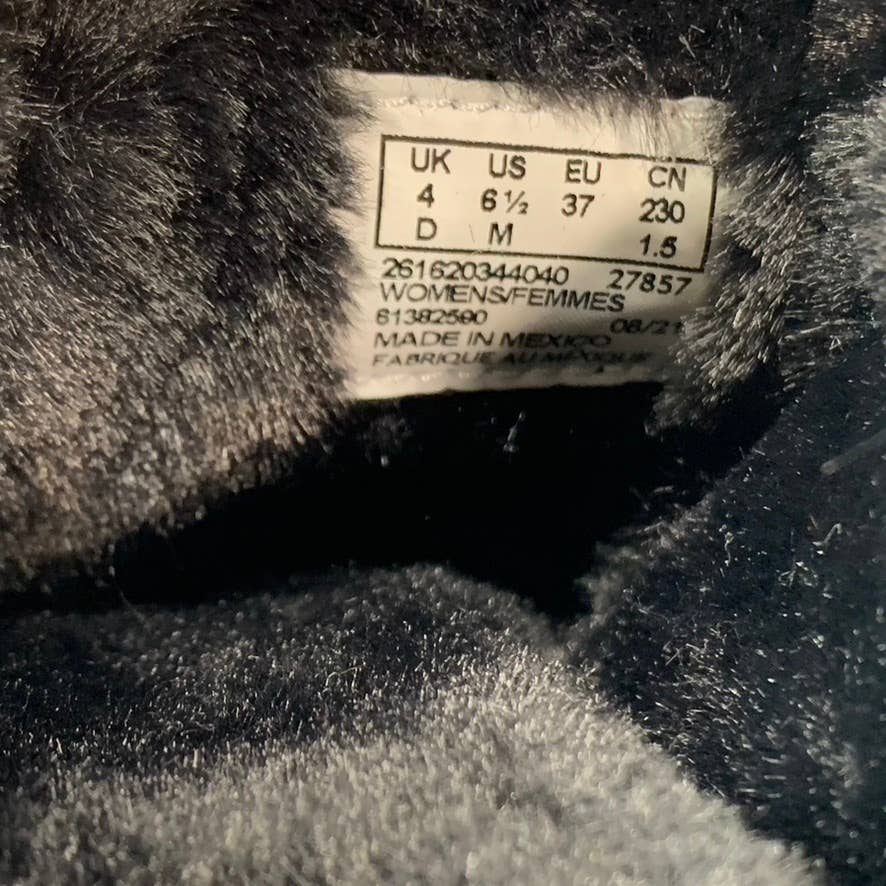 UK US EU CN
4 6½ 37 230
D M 1.5
261620344040 27857
WOMENS/FEMMES
08/21
MADE IN MEXICO
FABRIQUE AU MEXIQUE